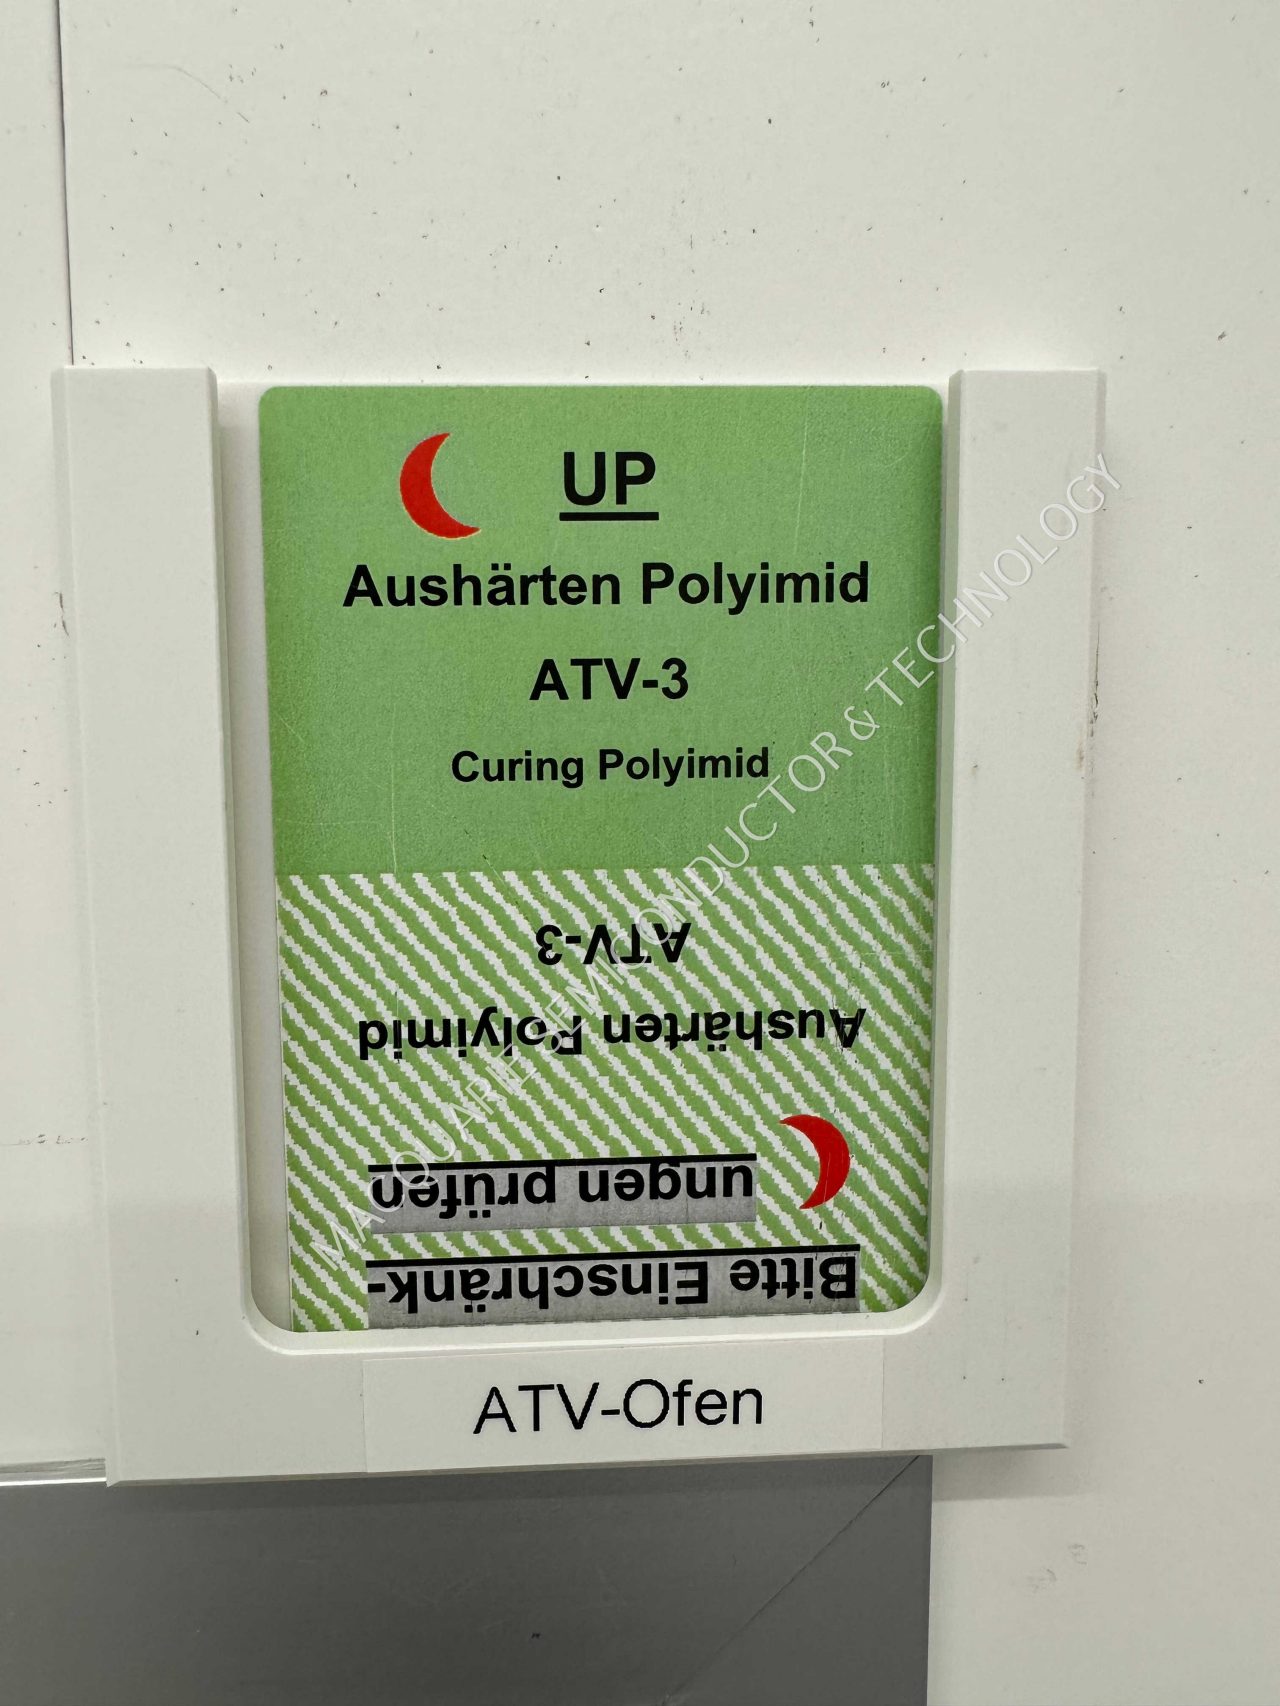 UP
Aushärten Polyimid
ATV-3
Curing Polyimid
ATV-3
Aushärten Polyimid
Bitte Einschränk-
ungen prüfen
ATV-Ofen
MACQUARIE SEMICONDUCTOR & TECHNOLOGY